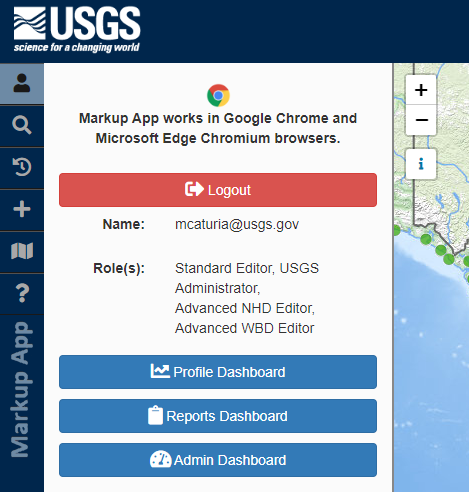 USGS
science for a changing world
Markup App works in Google Chrome and
Microsoft Edge Chromium browsers.
Logout
Name: mcaturia@usgs.gov
Role(s): Standard Editor, USGS
Administrator,
Advanced NHD Editor,
Advanced WBD Editor
Profile Dashboard
Reports Dashboard
Admin Dashboard
Markup App
+
−
i
?